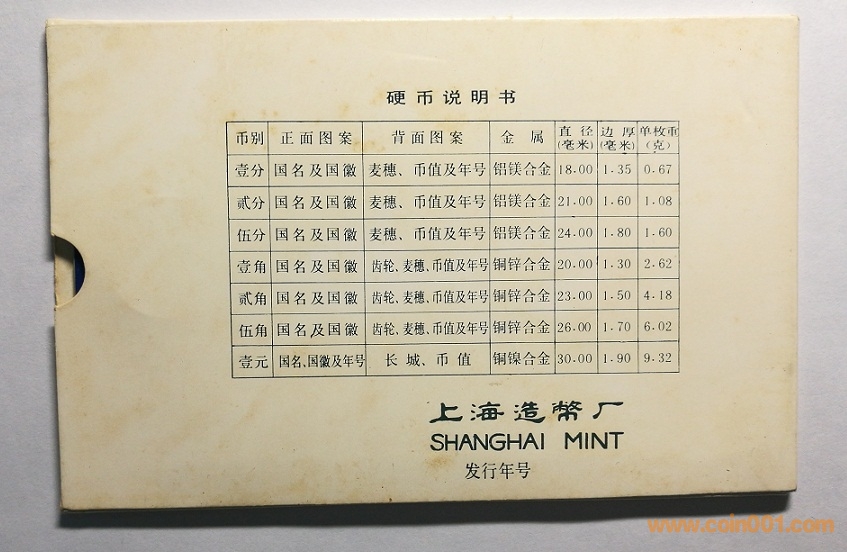 硬币说明书
币别 正面图案 背面图案 金属 直径(毫米) 边厚(毫米) 单枚重(克)
壹分 国名及国徽 麦穗、币值及年号 铝镁合金 18.00 1.35 0.67
贰分 国名及国徽 麦穗、币值及年号 铝镁合金 21.00 1.60 1.08
伍分 国名及国徽 麦穗、币值及年号 铝镁合金 24.00 1.80 1.60
壹角 国名及国徽 齿轮、麦穗、币值及年号 铜锌合金 20.00 1.30 2.62
贰角 国名及国徽 齿轮、麦穗、币值及年号 铜锌合金 23.00 1.50 4.18
伍角 国名及国徽 齿轮、麦穗、币值及年号 铜锌合金 26.00 1.70 6.02
壹元 国名、国徽及年号 长城、币值 铜镍合金 30.00 1.90 9.32
上海造幣厂
SHANGHAI MINT
发行年号
www.coin001.com